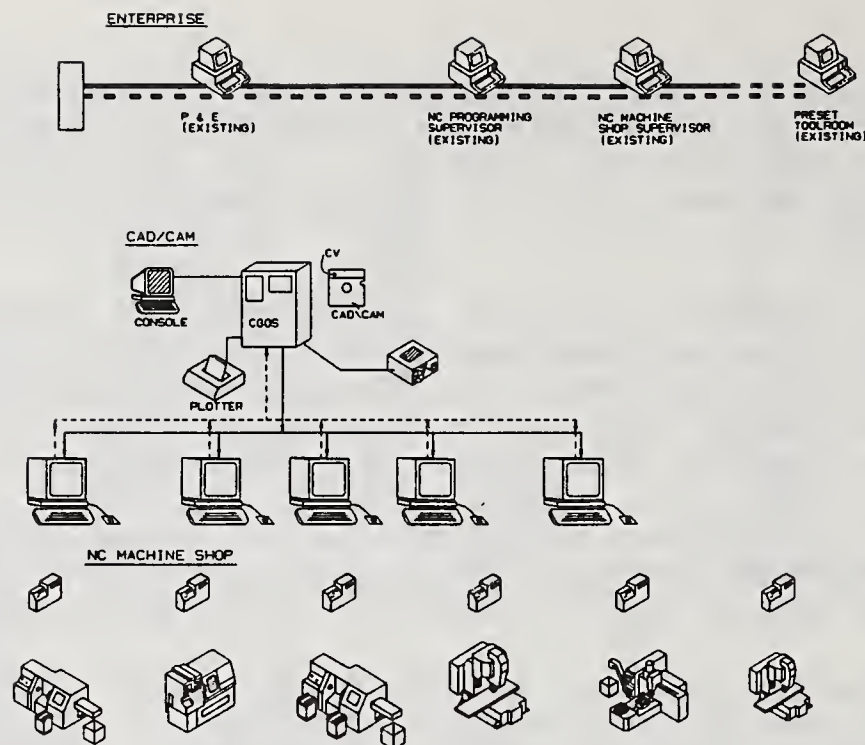 ENTERPRISE
P & E
(EXISTING)
NC PROGRAMMING
SUPERVISOR
(EXISTING)
NC MACHINE
SHOP SUPERVISOR
(EXISTING)
PRESET
TOOLROOM
(EXISTING)
CAD/CAM
CONSOLE
CGOS
CV
CAD\CAM
PLOTTER
NC MACHINE SHOP